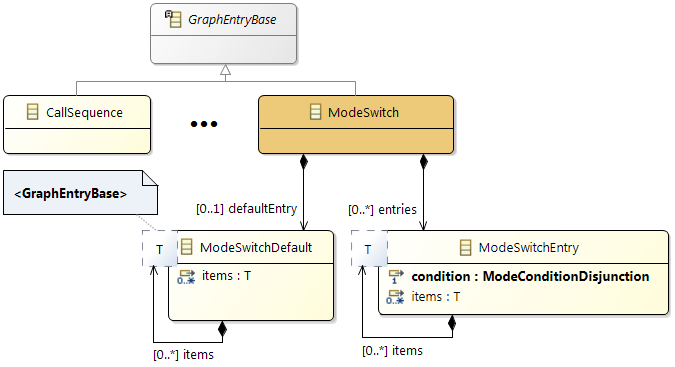 GraphEntryBase
CallSequence
•••
ModeSwitch
[0..1] defaultEntry
[0..*] entries
<GraphEntryBase>
T
ModeSwitchDefault
items : T
0..*
[0..*] items
T
ModeSwitchEntry
1
condition : ModeConditionDisjunction
0..*
items : T
[0..*] items